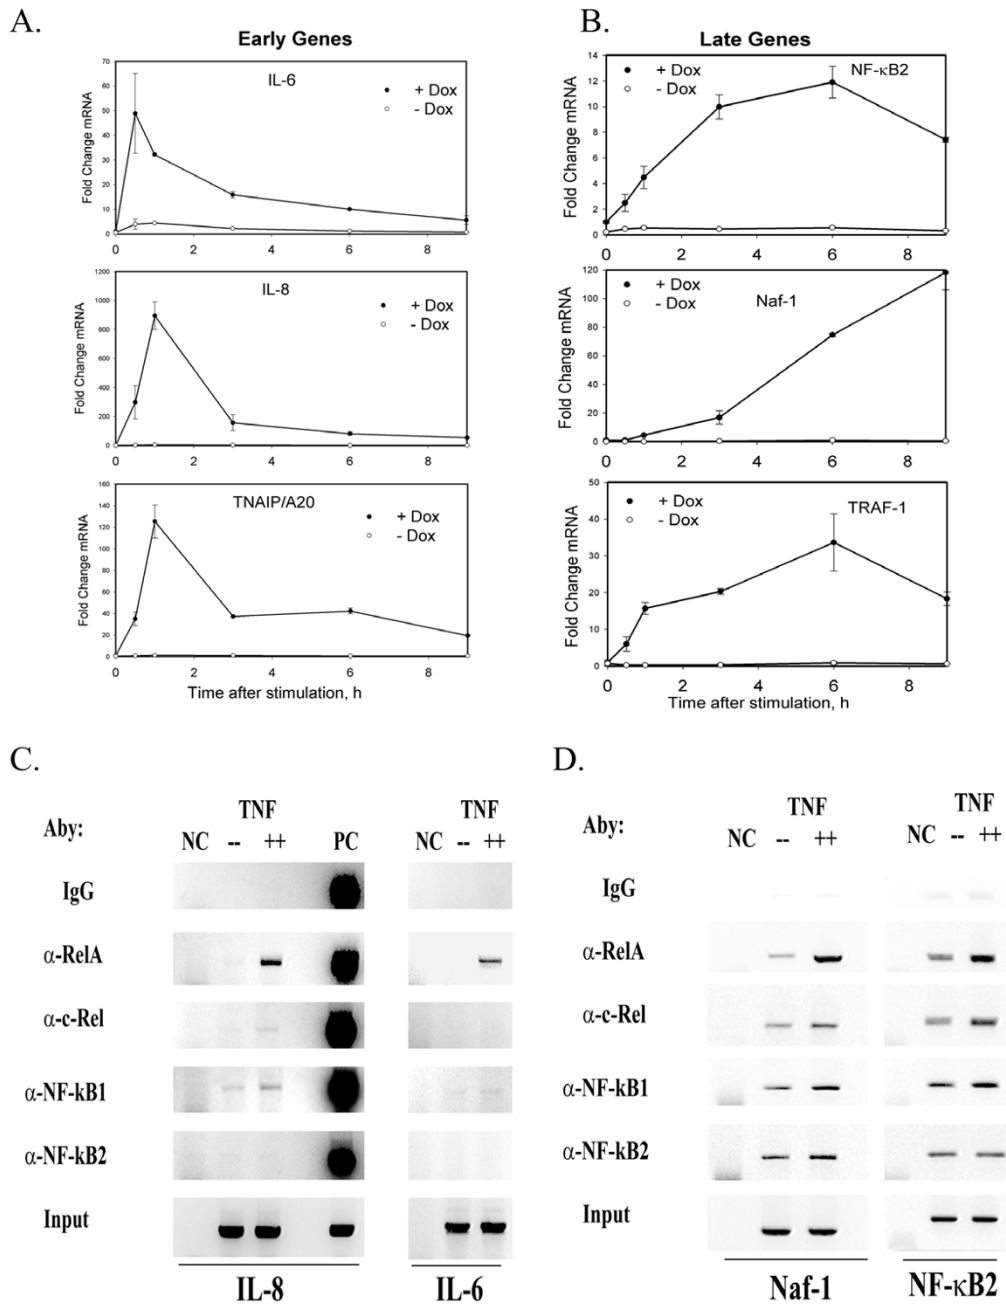 A.
Early Genes
IL-6
+ Dox
- Dox
Fold Change mRNA
70
60
50
40
30
20
10
0
0 2 4 6 8
IL-8
+ Dox
- Dox
Fold Change mRNA
1200
1000
800
600
400
200
0
0 2 4 6 8
TNAIP/A20
+ Dox
- Dox
Fold Change mRNA
160
140
120
100
80
60
40
20
0
0 2 4 6 8
Time after stimulation, h
B.
Late Genes
NF-κB2
+ Dox
- Dox
Fold Change mRNA
14
12
10
8
6
4
2
0
0 2 4 6 8
Naf-1
+ Dox
- Dox
Fold Change mRNA
120
100
80
60
40
20
0
0 2 4 6 8
TRAF-1
+ Dox
- Dox
Fold Change mRNA
50
40
30
20
10
0
0 2 4 6 8
Time after stimulation, h
C.
TNF TNF
Aby: NC -- ++ PC NC -- ++
IgG
α-RelA
α-c-Rel
α-NF-kB1
α-NF-kB2
Input
IL-8 IL-6
D.
TNF TNF
Aby: NC -- ++ NC -- ++
IgG
α-RelA
α-c-Rel
α-NF-kB1
α-NF-kB2
Input
Naf-1 NF-κB2